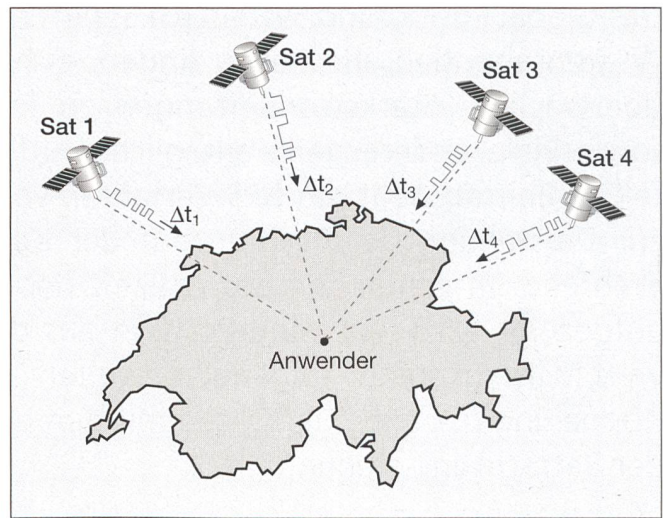 Sat 1
Sat 2
Sat 3
Sat 4
Δt₁
Δt₂
Δt₃
Δt₄
Anwender